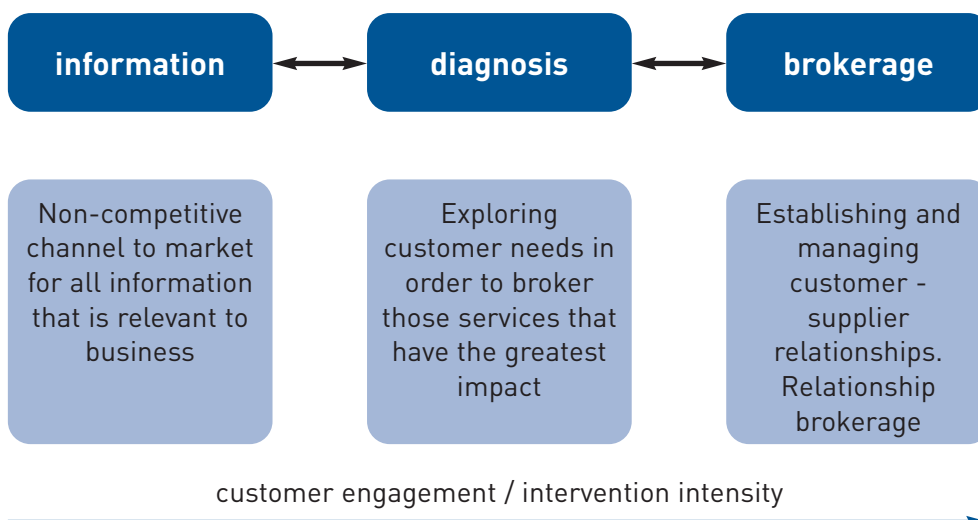 information
diagnosis
brokerage
Non-competitive
channel to market
for all information
that is relevant to
business
Exploring
customer needs in
order to broker
those services that
have the greatest
impact
Establishing and
managing
customer -
supplier
relationships.
Relationship
brokerage
customer engagement / intervention intensity